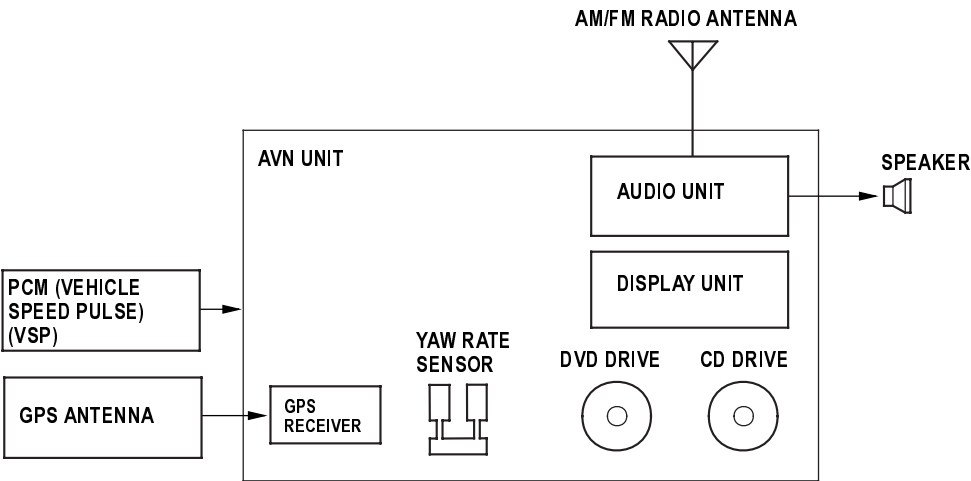 AM/FM RADIO ANTENNA
AVN UNIT
SPEAKER
AUDIO UNIT
PCM (VEHICLE
SPEED PULSE)
(VSP)
DISPLAY UNIT
YAW RATE
SENSOR
DVD DRIVE
CD DRIVE
GPS ANTENNA
GPS
RECEIVER